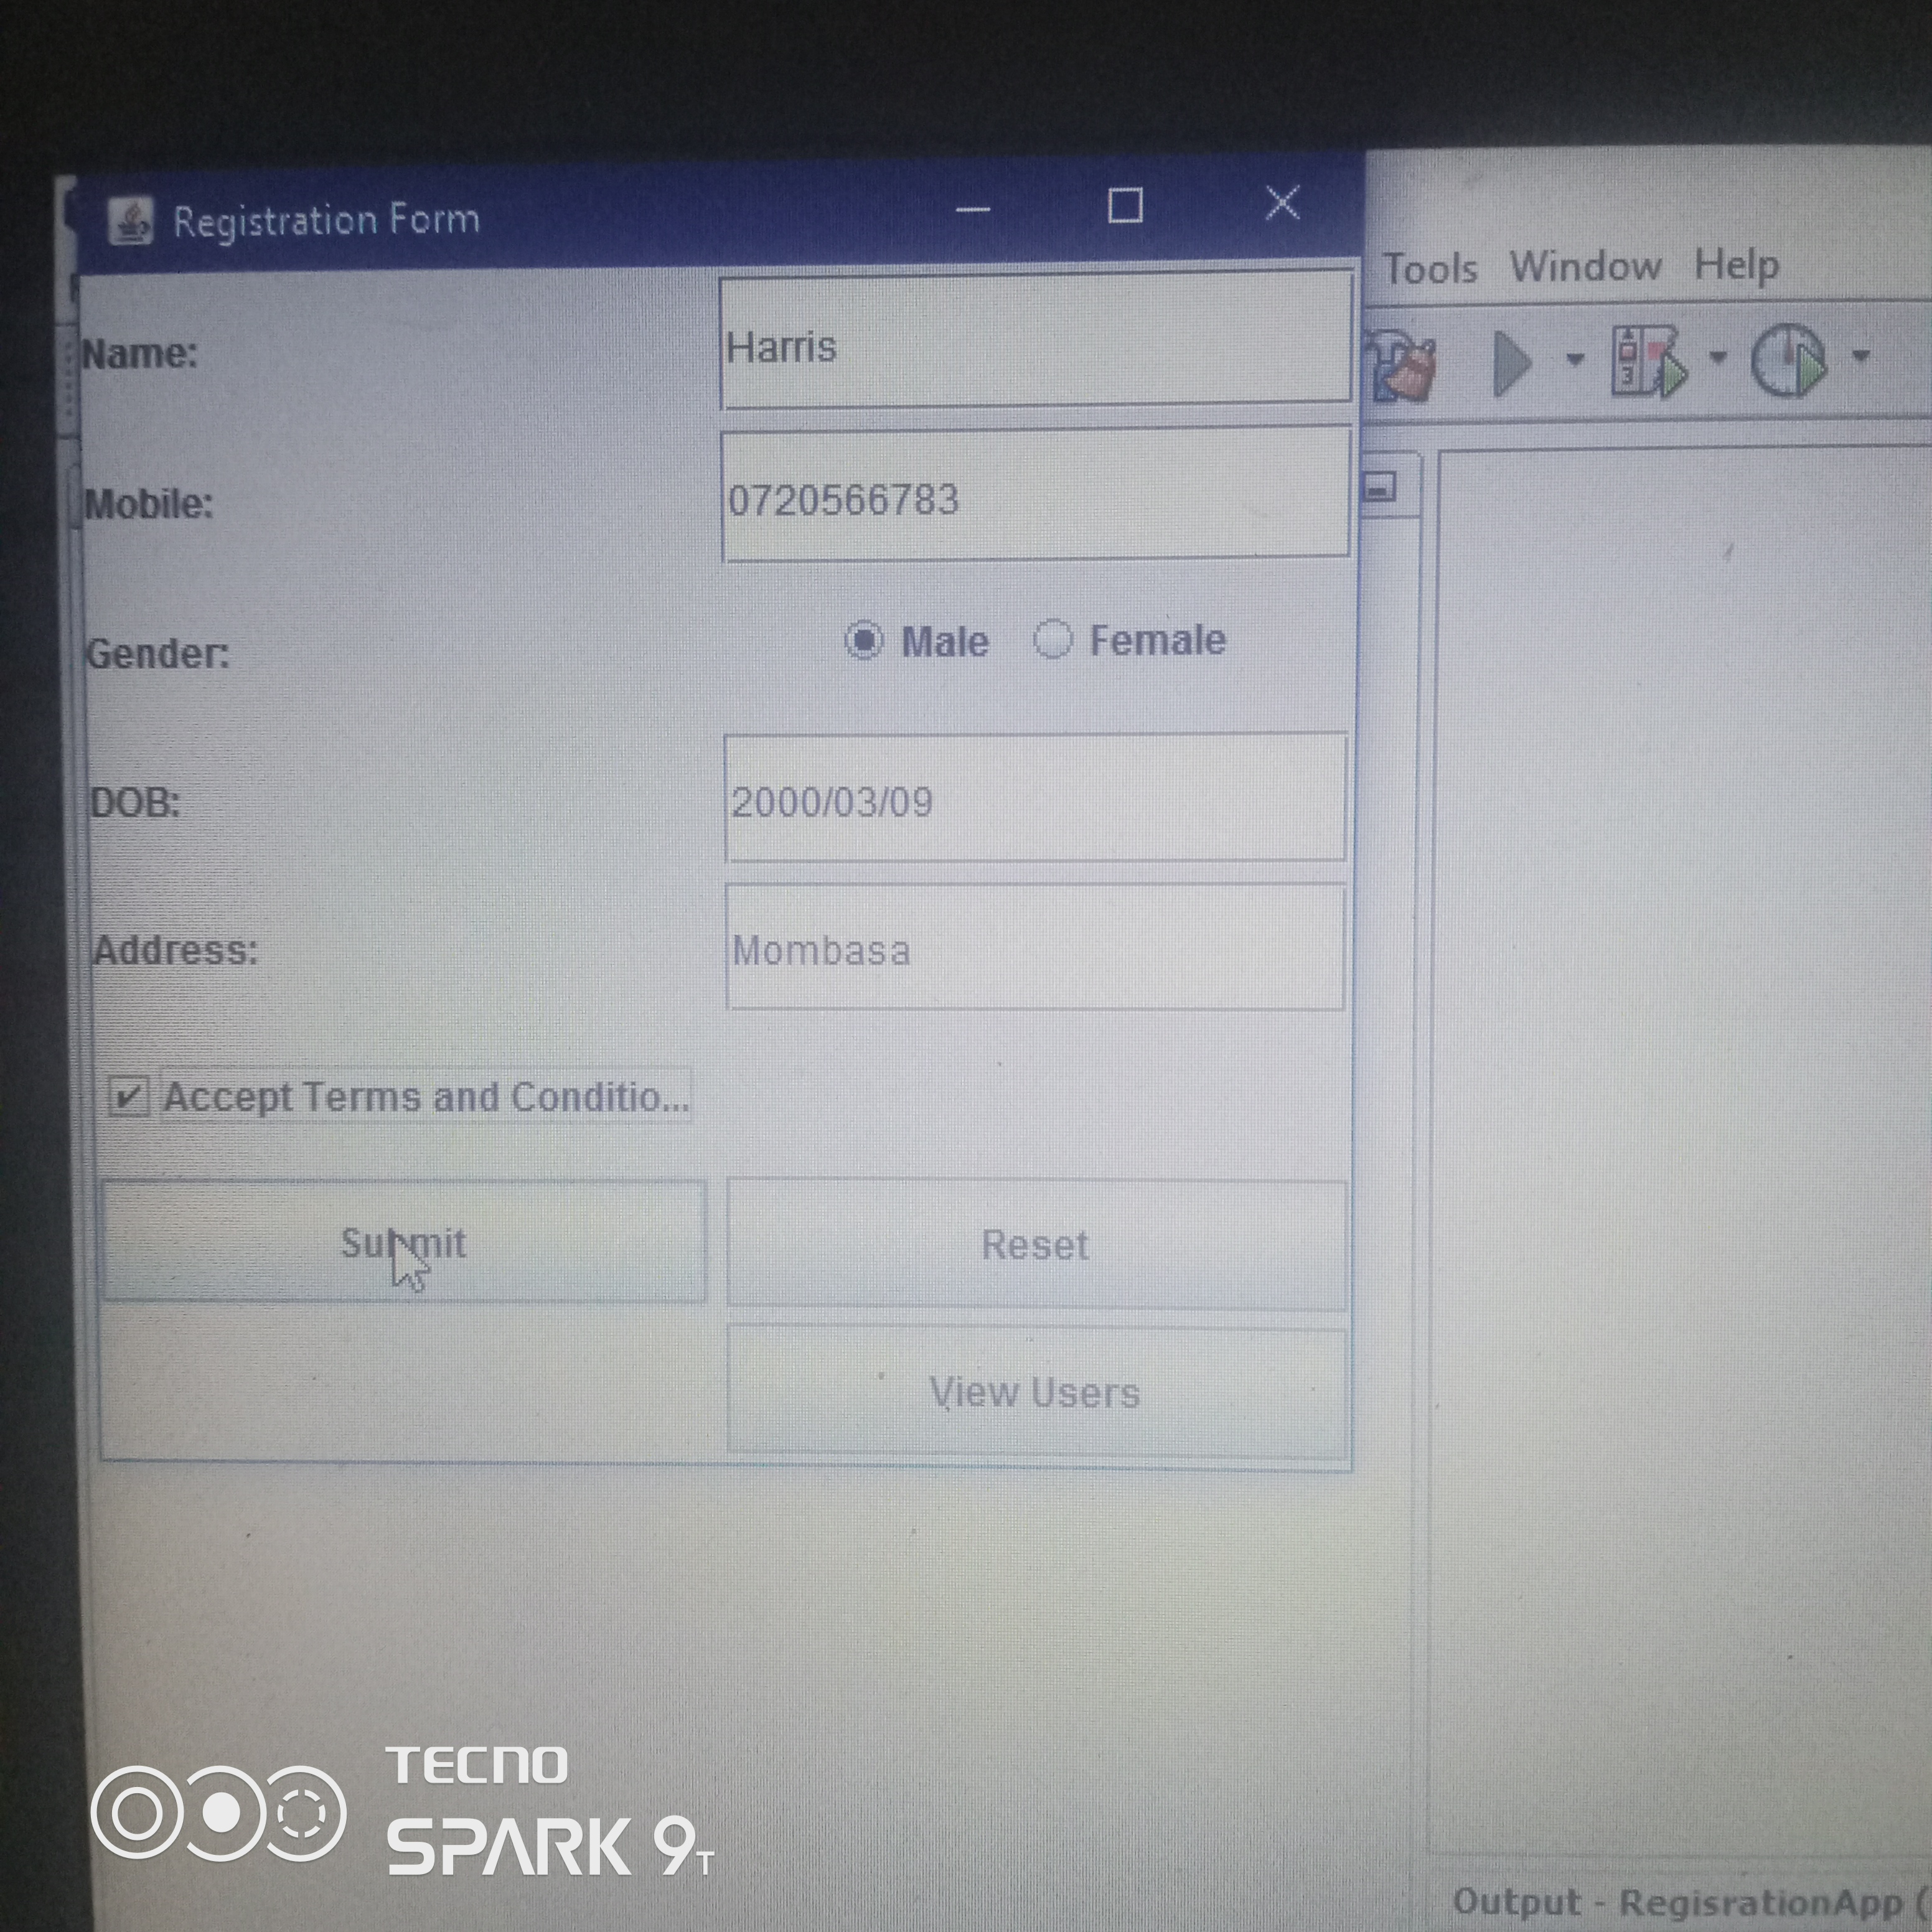 Registration Form
Tools Window Help
Name: Harris
Mobile: 0720566783
Gender: Male Female
DOB: 2000/03/09
Address: Mombasa
Accept Terms and Conditio...
Submit Reset
View Users
TECNO
SPARK 9T
Output - RegisrationApp (